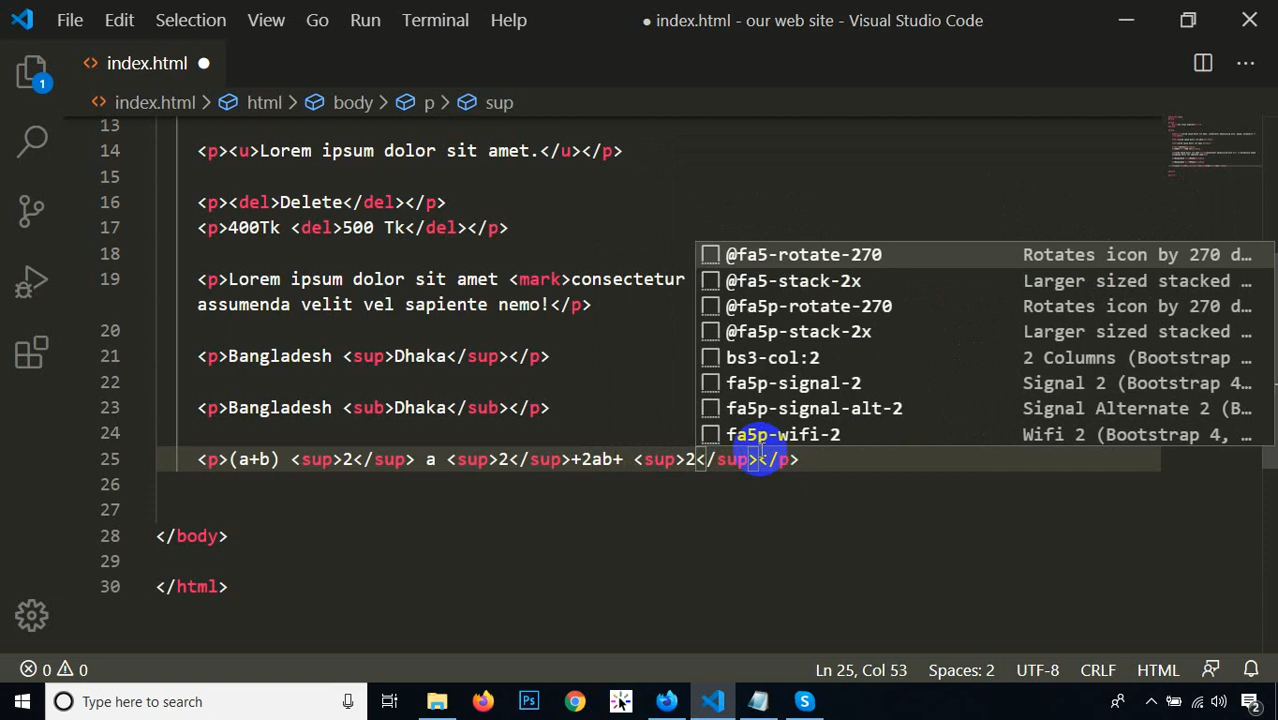 File Edit Selection View Go Run Terminal Help
● index.html - our web site - Visual Studio Code
index.html
index.html > html > body > p > sup
13
14 <p><u>Lorem ipsum dolor sit amet.</u></p>
15
16 <p><del>Delete</del></p>
17 <p>400Tk <del>500 Tk</del></p>
18
19 <p>Lorem ipsum dolor sit amet <mark>consectetur
assumenda velit vel sapiente nemo!</p>
20
21 <p>Bangladesh <sup>Dhaka</sup></p>
22
23 <p>Bangladesh <sub>Dhaka</sub></p>
24
25 <p>(a+b) <sup>2</sup> a <sup>2</sup>+2ab+ <sup>2</sup></p>
26
27
28 </body>
29
30 </html>
@fa5-rotate-270 Rotates icon by 270 d…
@fa5-stack-2x Larger sized stacked …
@fa5p-rotate-270 Rotates icon by 270 d…
@fa5p-stack-2x Larger sized stacked …
bs3-col:2 2 Columns (Bootstrap …
fa5p-signal-2 Signal 2 (Bootstrap 4…
fa5p-signal-alt-2 Signal Alternate 2 (B…
fa5p-wifi-2 Wifi 2 (Bootstrap 4, …
1
0 0
Ln 25, Col 53 Spaces: 2 UTF-8 CRLF HTML
Type here to search
Ps
2